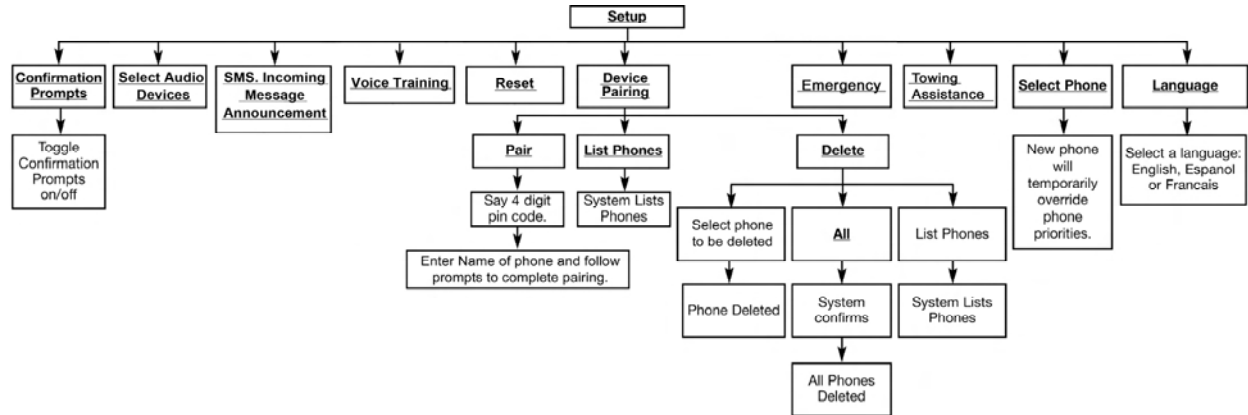 Setup
Confirmation
Prompts
Select Audio
Devices
SMS. Incoming
Message
Announcement
Voice Training
Reset
Device
Pairing
Emergency
Towing
Assistance
Select Phone
Language
Toggle
Confirmation
Prompts
on/off
Pair
List Phones
Delete
New phone
will
temporarily
override
phone
priorities.
Select a language:
English, Espanol
or Francais
Say 4 digit
pin code.
System Lists
Phones
Enter Name of phone and follow
prompts to complete pairing.
Select phone
to be deleted
All
List Phones
Phone Deleted
System
confirms
System Lists
Phones
All Phones
Deleted